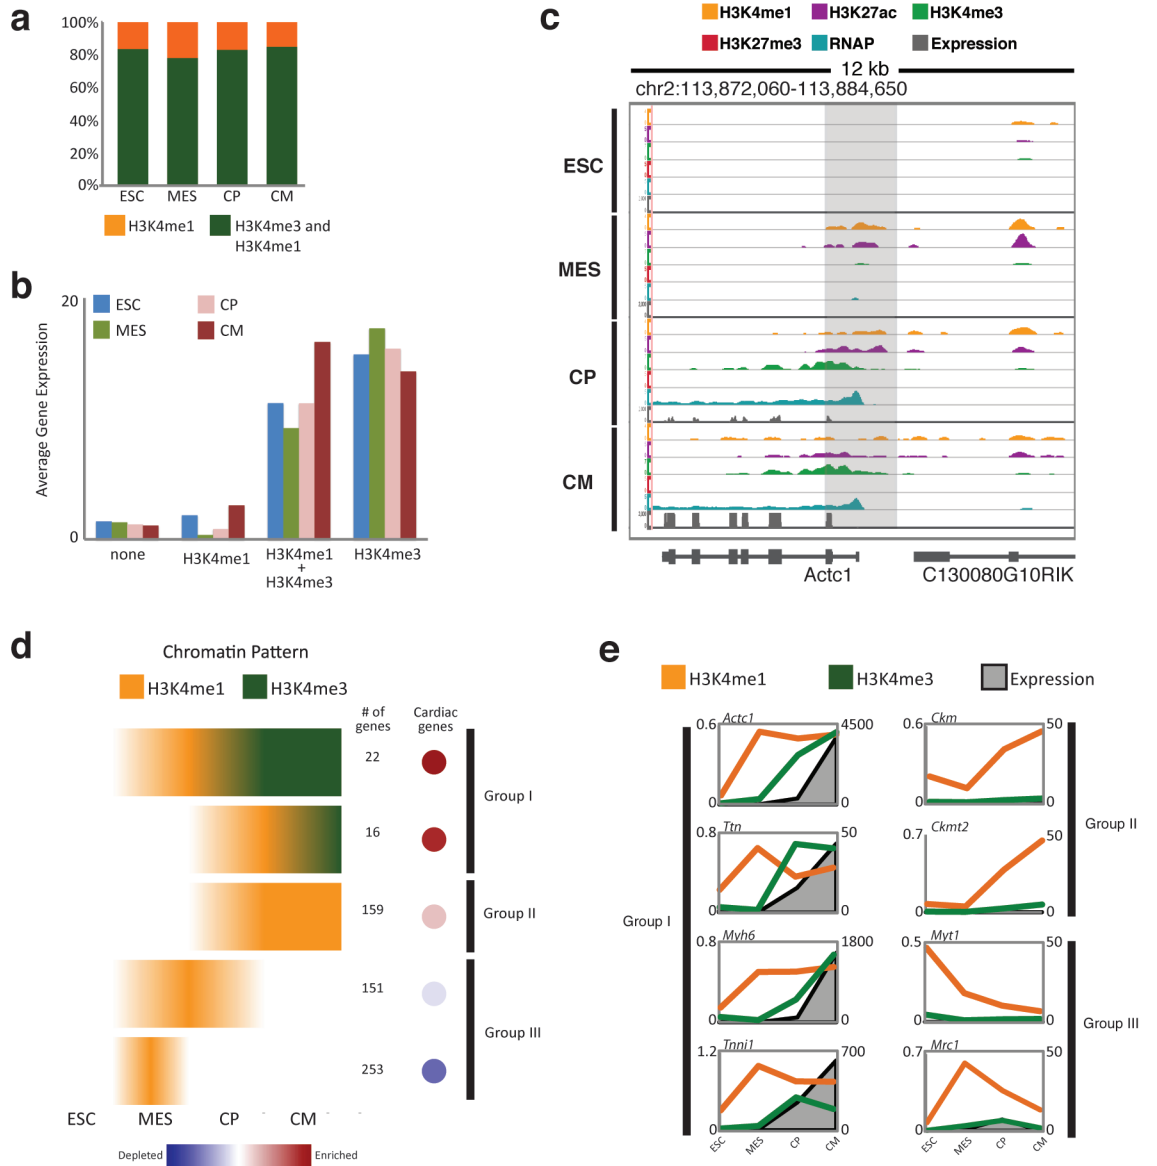 a
100%
80%
60%
40%
20%
0%
ESC MES CP CM
H3K4me1 H3K4me3 and H3K4me1
b
20
0
Average Gene Expression
ESC CP
MES CM
none H3K4me1 H3K4me1 + H3K4me3 H3K4me3
c
H3K4me1 H3K27ac H3K4me3
H3K27me3 RNAP Expression
12 kb
chr2:113,872,060-113,884,650
ESC
MES
CP
CM
Actc1 C130080G10RIK
d
Chromatin Pattern
H3K4me1 H3K4me3
# of genes
Cardiac genes
22
16
Group I
159
Group II
151
253
Group III
ESC MES CP CM
Depleted Enriched
e
H3K4me1 H3K4me3 Expression
Group I
Actc1
0.6 4500
0 0
Ttn
0.8 50
0 0
Myh6
0.8 1800
0 0
Tnni1
1.2 700
0 0
ESC MES CP CM
Ckm
0.6 50
0 0
Ckmt2
0.7 50
0 0
Group II
Myt1
0.5 50
0 0
Mrc1
0.7 50
0 0
Group III
ESC MES CP CM